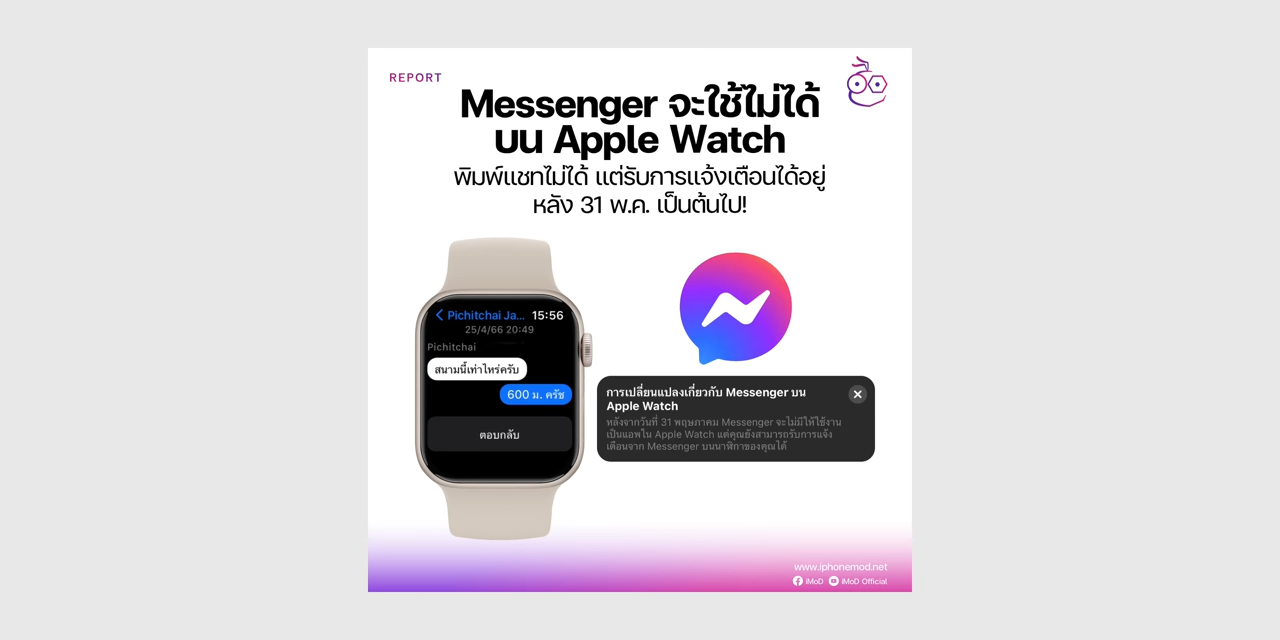 REPORT
Messenger จะใช้ไม่ได้
บน Apple Watch
พิมพ์แชทไม่ได้ แต่รับการแจ้งเตือนได้อยู่
หลัง 31 พ.ค. เป็นต้นไป!
Pichitchai Ja... 15:56
25/4/66 20:49
Pichitchai
สนามนี้เท่าไหร่ครับ
600 ม. ครัช
ตอบกลับ
การเปลี่ยนแปลงเกี่ยวกับ Messenger บน
Apple Watch
หลังจากวันที่ 31 พฤษภาคม Messenger จะไม่มีให้ใช้งาน
เป็นแอพใน Apple Watch แต่คุณยังสามารถรับการแจ้ง
เตือนจาก Messenger บนนาฬิกาของคุณได้
www.iphonemod.net
iMoD iMoD Official